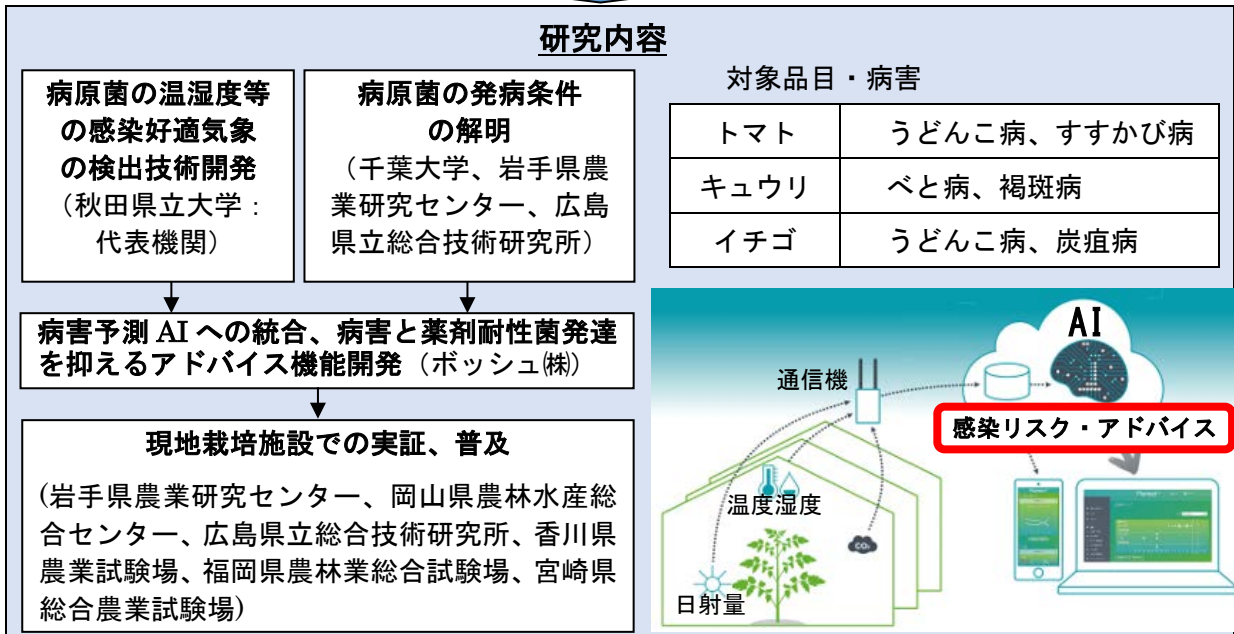 研究内容
病原菌の温湿度等
の感染好適気象
の検出技術開発
(秋田県立大学:
代表機関)
病原菌の発病条件
の解明
(千葉大学、岩手県農
業研究センター、広島
県立総合技術研究所)
病害予測 AI への統合、病害と薬剤耐性菌発達
を抑えるアドバイス機能開発(ボッシュ㈱)
現地栽培施設での実証、普及
(岩手県農業研究センター、岡山県農林水産総
合センター、広島県立総合技術研究所、香川県
農業試験場、福岡県農林業総合試験場、宮崎県
総合農業試験場)
対象品目・病害
トマト うどんこ病、すすかび病
キュウリ べと病、褐斑病
イチゴ うどんこ病、炭疽病
AI
通信機
感染リスク・アドバイス
温度湿度
CO₂
日射量